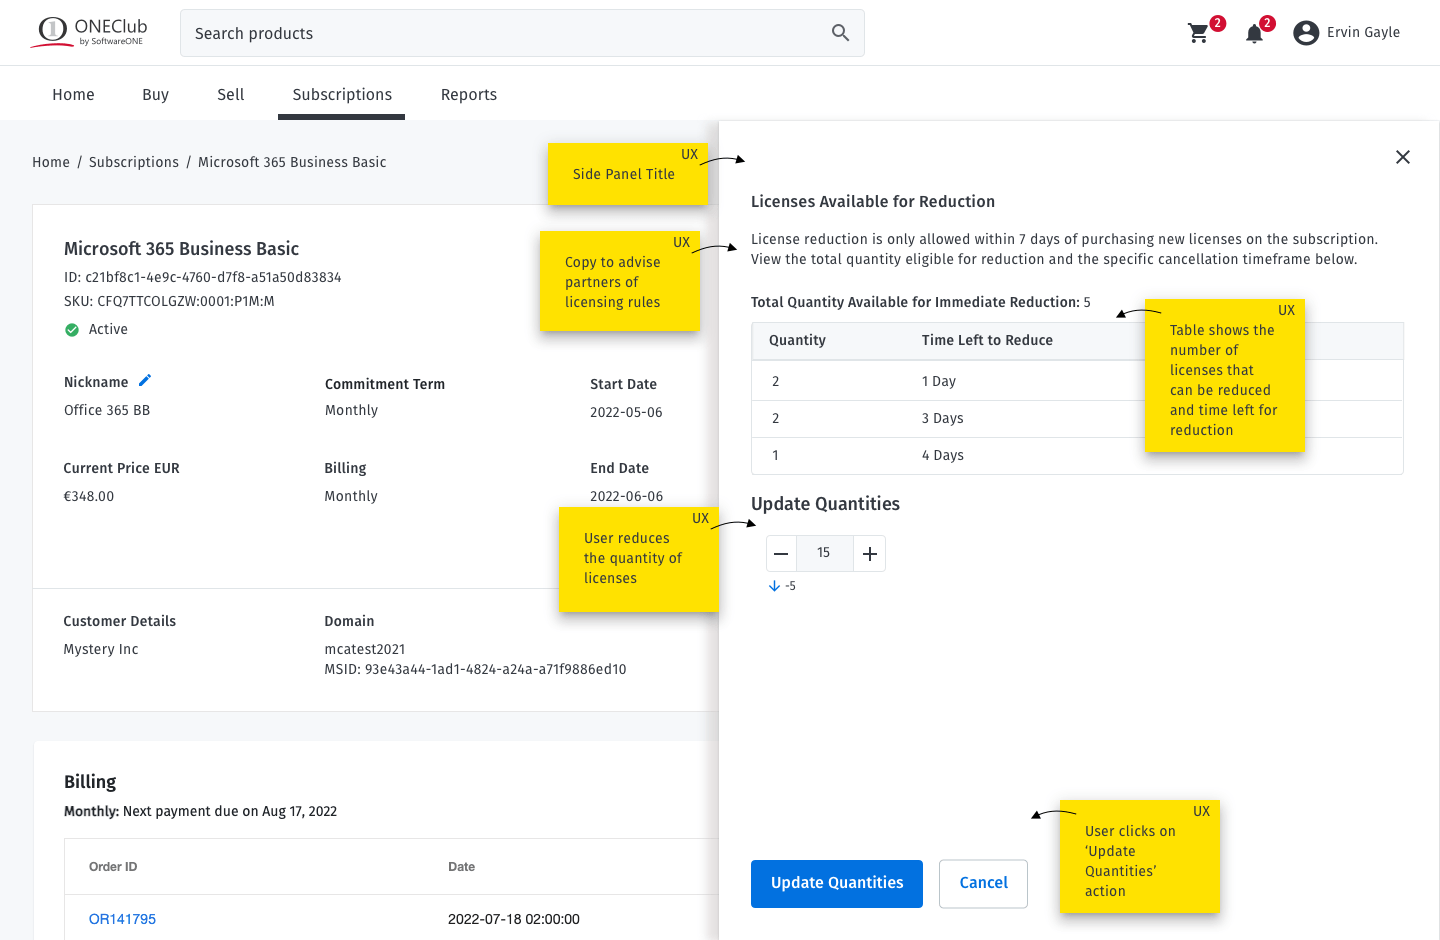 ONEClub
by SoftwareONE
Search products
2
2
Ervin Gayle
Home
Buy
Sell
Subscriptions
Reports
Home / Subscriptions / Microsoft 365 Business Basic
Microsoft 365 Business Basic
ID: c21bf8c1-4e9c-4760-d7f8-a51a50d83834
SKU: CFQ7TTCOLGZW:0001:P1M:M
Active
Nickname
Office 365 BB
Commitment Term
Monthly
Start Date
2022-05-06
Current Price EUR
€348.00
Billing
Monthly
End Date
2022-06-06
Customer Details
Mystery Inc
Domain
mcatest2021
MSID: 93e43a44-1ad1-4824-a24a-a71f9886ed10
Billing
Monthly: Next payment due on Aug 17, 2022
Order ID
Date
OR141795
2022-07-18 02:00:00
UX
Side Panel Title
UX
Copy to advise
partners of
licensing rules
Licenses Available for Reduction
License reduction is only allowed within 7 days of purchasing new licenses on the subscription.
View the total quantity eligible for reduction and the specific cancellation timeframe below.
Total Quantity Available for Immediate Reduction: 5
Quantity
Time Left to Reduce
2
1 Day
2
3 Days
1
4 Days
UX
Table shows the
number of
licenses that
can be reduced
and time left for
reduction
Update Quantities
UX
User reduces
the quantity of
licenses
15
-5
Update Quantities
Cancel
UX
User clicks on
‘Update
Quantities’
action